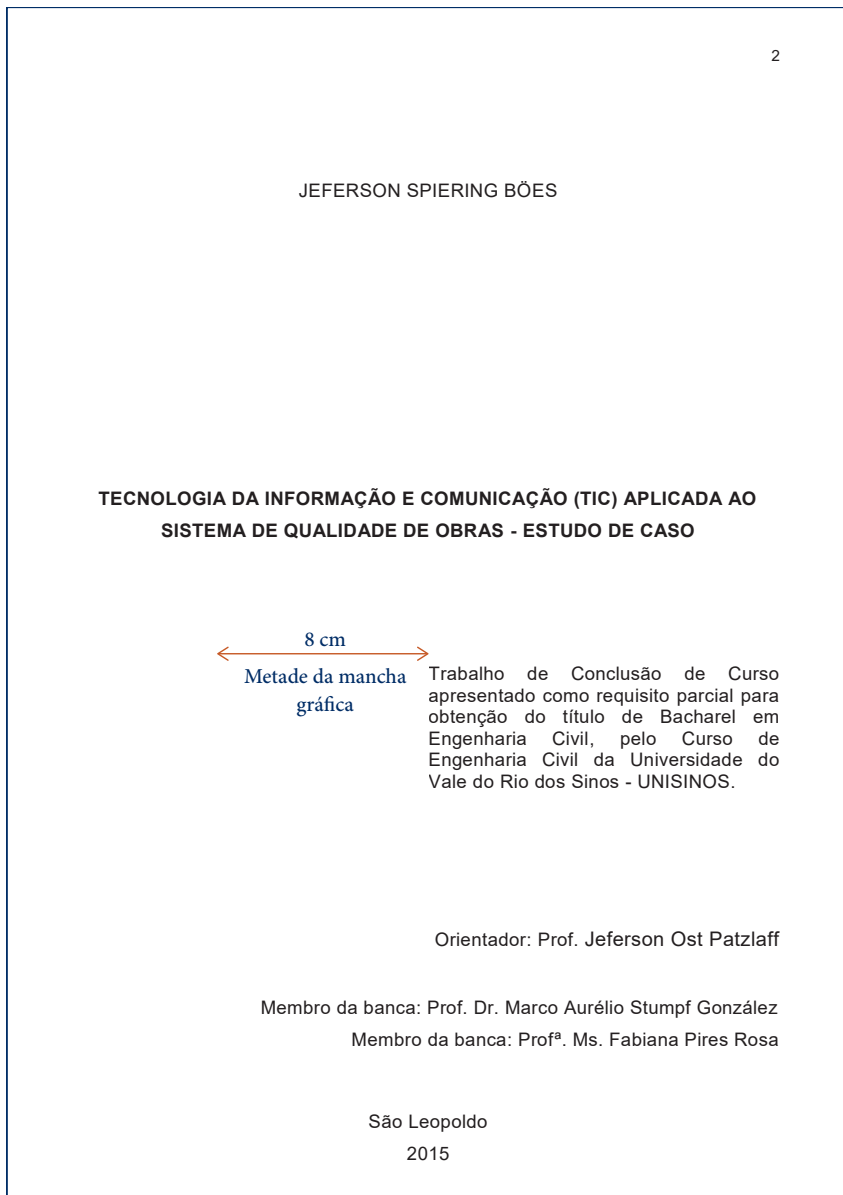 2
JEFERSON SPIERING BÖES
TECNOLOGIA DA INFORMAÇÃO E COMUNICAÇÃO (TIC) APLICADA AO
SISTEMA DE QUALIDADE DE OBRAS - ESTUDO DE CASO
8 cm
Metade da mancha
gráfica
Trabalho de Conclusão de Curso
apresentado como requisito parcial para
obtenção do título de Bacharel em
Engenharia Civil, pelo Curso de
Engenharia Civil da Universidade do
Vale do Rio dos Sinos - UNISINOS.
Orientador: Prof. Jeferson Ost Patzlaff
Membro da banca: Prof. Dr. Marco Aurélio Stumpf González
Membro da banca: Profª. Ms. Fabiana Pires Rosa
São Leopoldo
2015